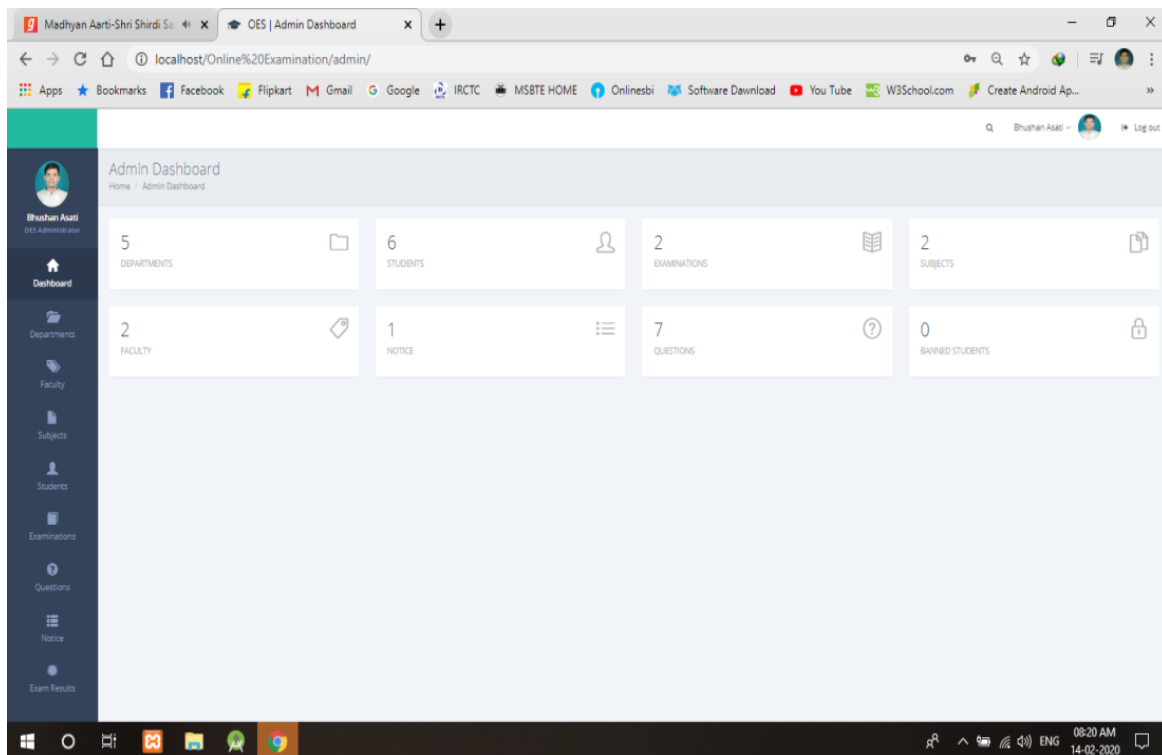 Madhyan Aarti-Shri Shirdi Sa
OES | Admin Dashboard
localhost/Online%20Examination/admin/
Apps Bookmarks Facebook Flipkart Gmail Google IRCTC MSBTE HOME Onlinesbi Software Dawnload You Tube W3School.com Create Android Ap... »
Bhushan Asati Log out
Bhushan Asati
OES Administrator
Dashboard
Departments
Faculty
Subjects
Students
Examinations
Questions
Notice
Exam Results
Admin Dashboard
Home / Admin Dashboard
5
DEPARTMENTS
6
STUDENTS
2
EXAMINATIONS
2
SUBJECTS
2
FACULTY
1
NOTICE
7
QUESTIONS
0
BANNED STUDENTS
ENG
08:20 AM
14-02-2020